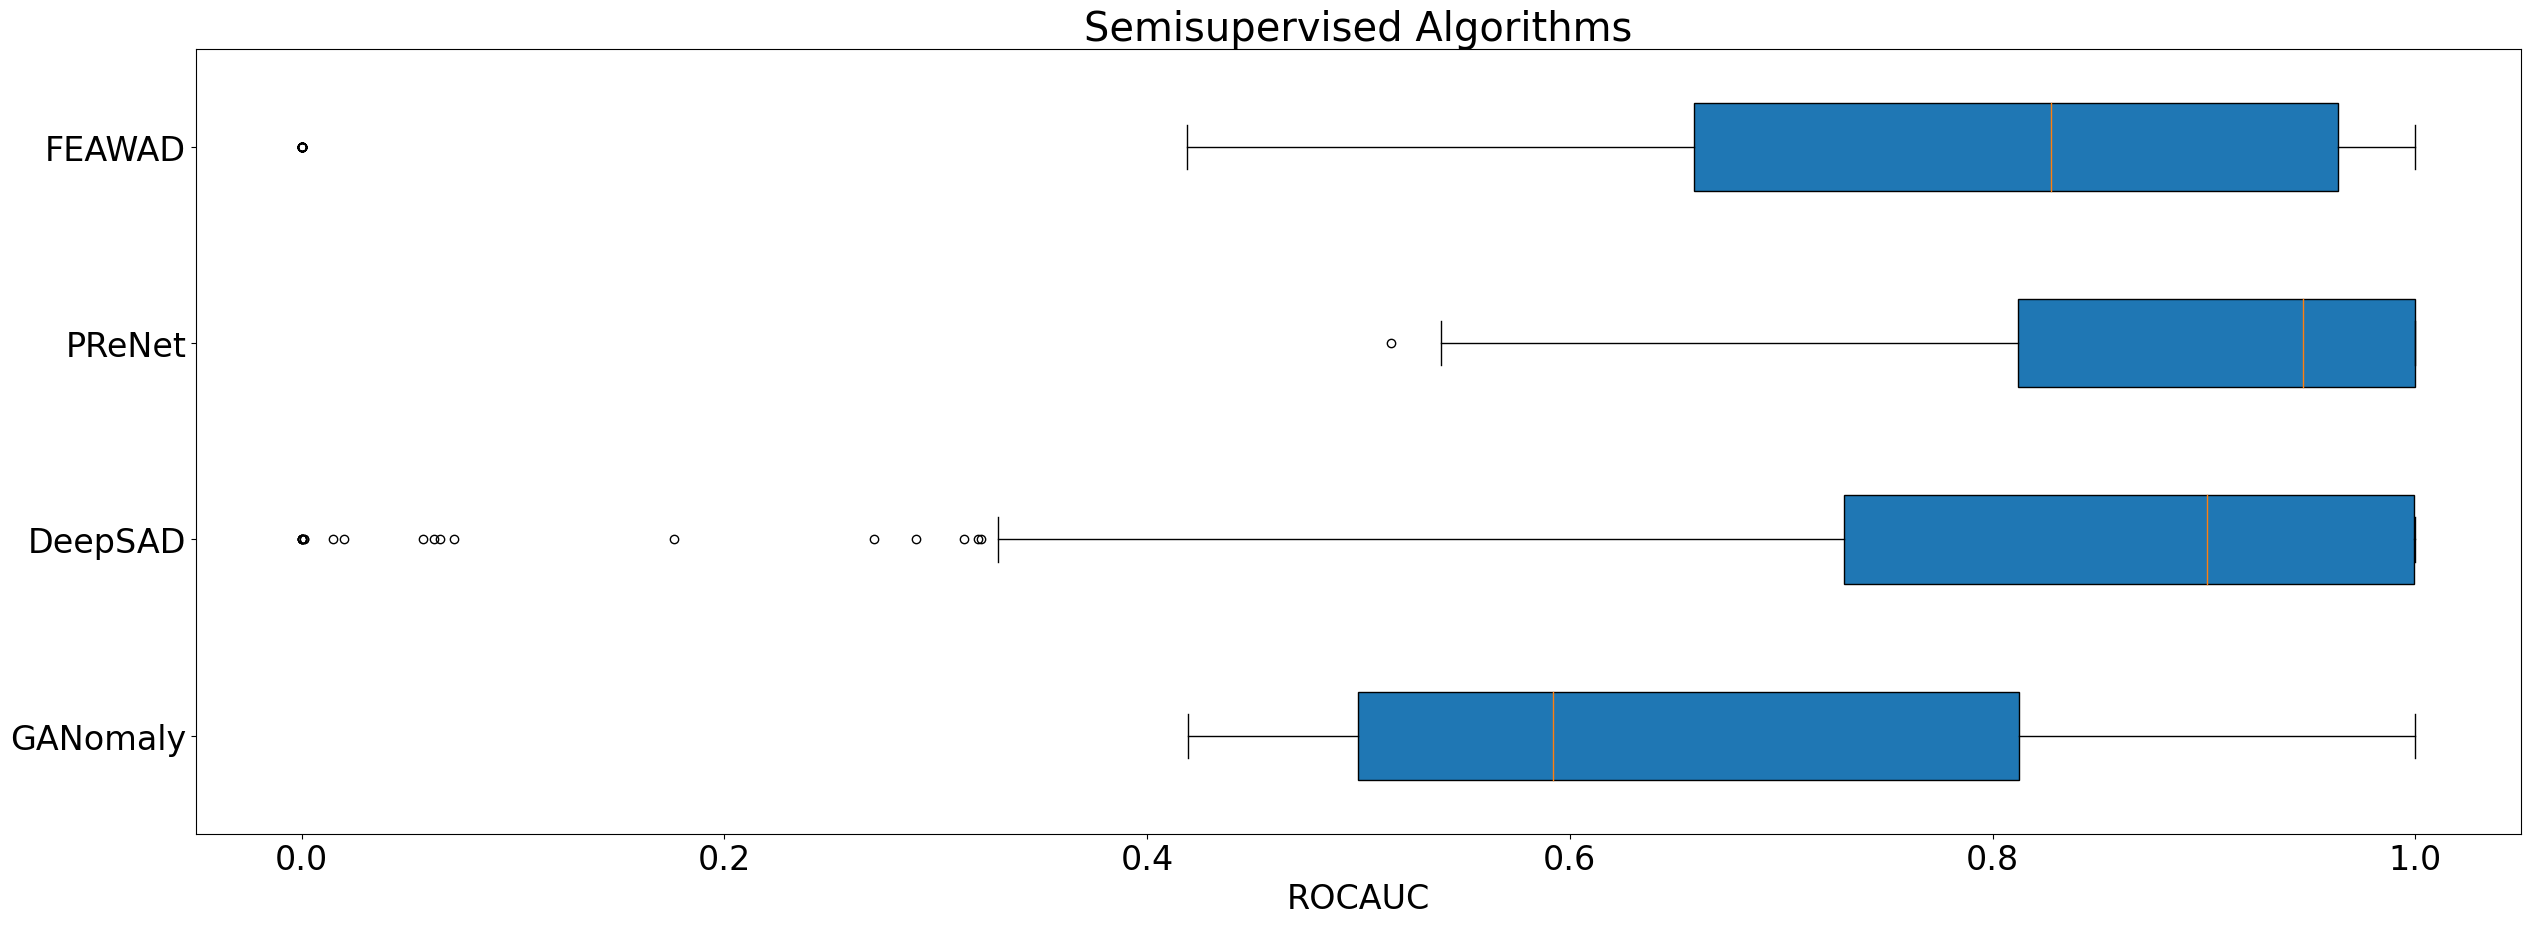 Semisupervised Algorithms
FEAWAD
PReNet
DeepSAD
GANomaly
0.0 0.2 0.4 0.6 0.8 1.0
ROCAUC